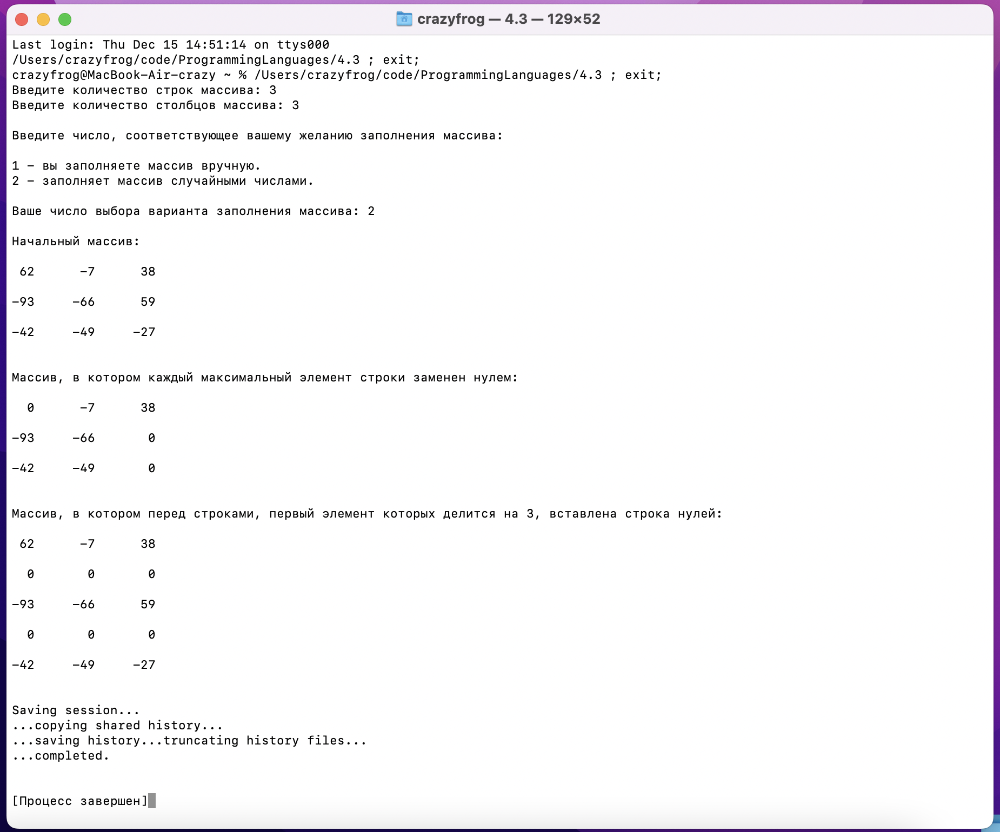 crazyfrog — 4.3 — 129×52
Last login: Thu Dec 15 14:51:14 on ttys000
/Users/crazyfrog/code/ProgrammingLanguages/4.3 ; exit;
crazyfrog@MacBook-Air-crazy ~ % /Users/crazyfrog/code/ProgrammingLanguages/4.3 ; exit;
Введите количество строк массива: 3
Введите количество столбцов массива: 3
Введите число, соответствующее вашему желанию заполнения массива:
1 - вы заполняете массив вручную.
2 - заполняет массив случайными числами.
Ваше число выбора варианта заполнения массива: 2
Начальный массив:
62 -7 38
-93 -66 59
-42 -49 -27
Массив, в котором каждый максимальный элемент строки заменен нулем:
0 -7 38
-93 -66 0
-42 -49 0
Массив, в котором перед строками, первый элемент которых делится на 3, вставлена строка нулей:
62 -7 38
0 0 0
-93 -66 59
0 0 0
-42 -49 -27
Saving session...
...copying shared history...
...saving history...truncating history files...
...completed.
[Процесс завершен]